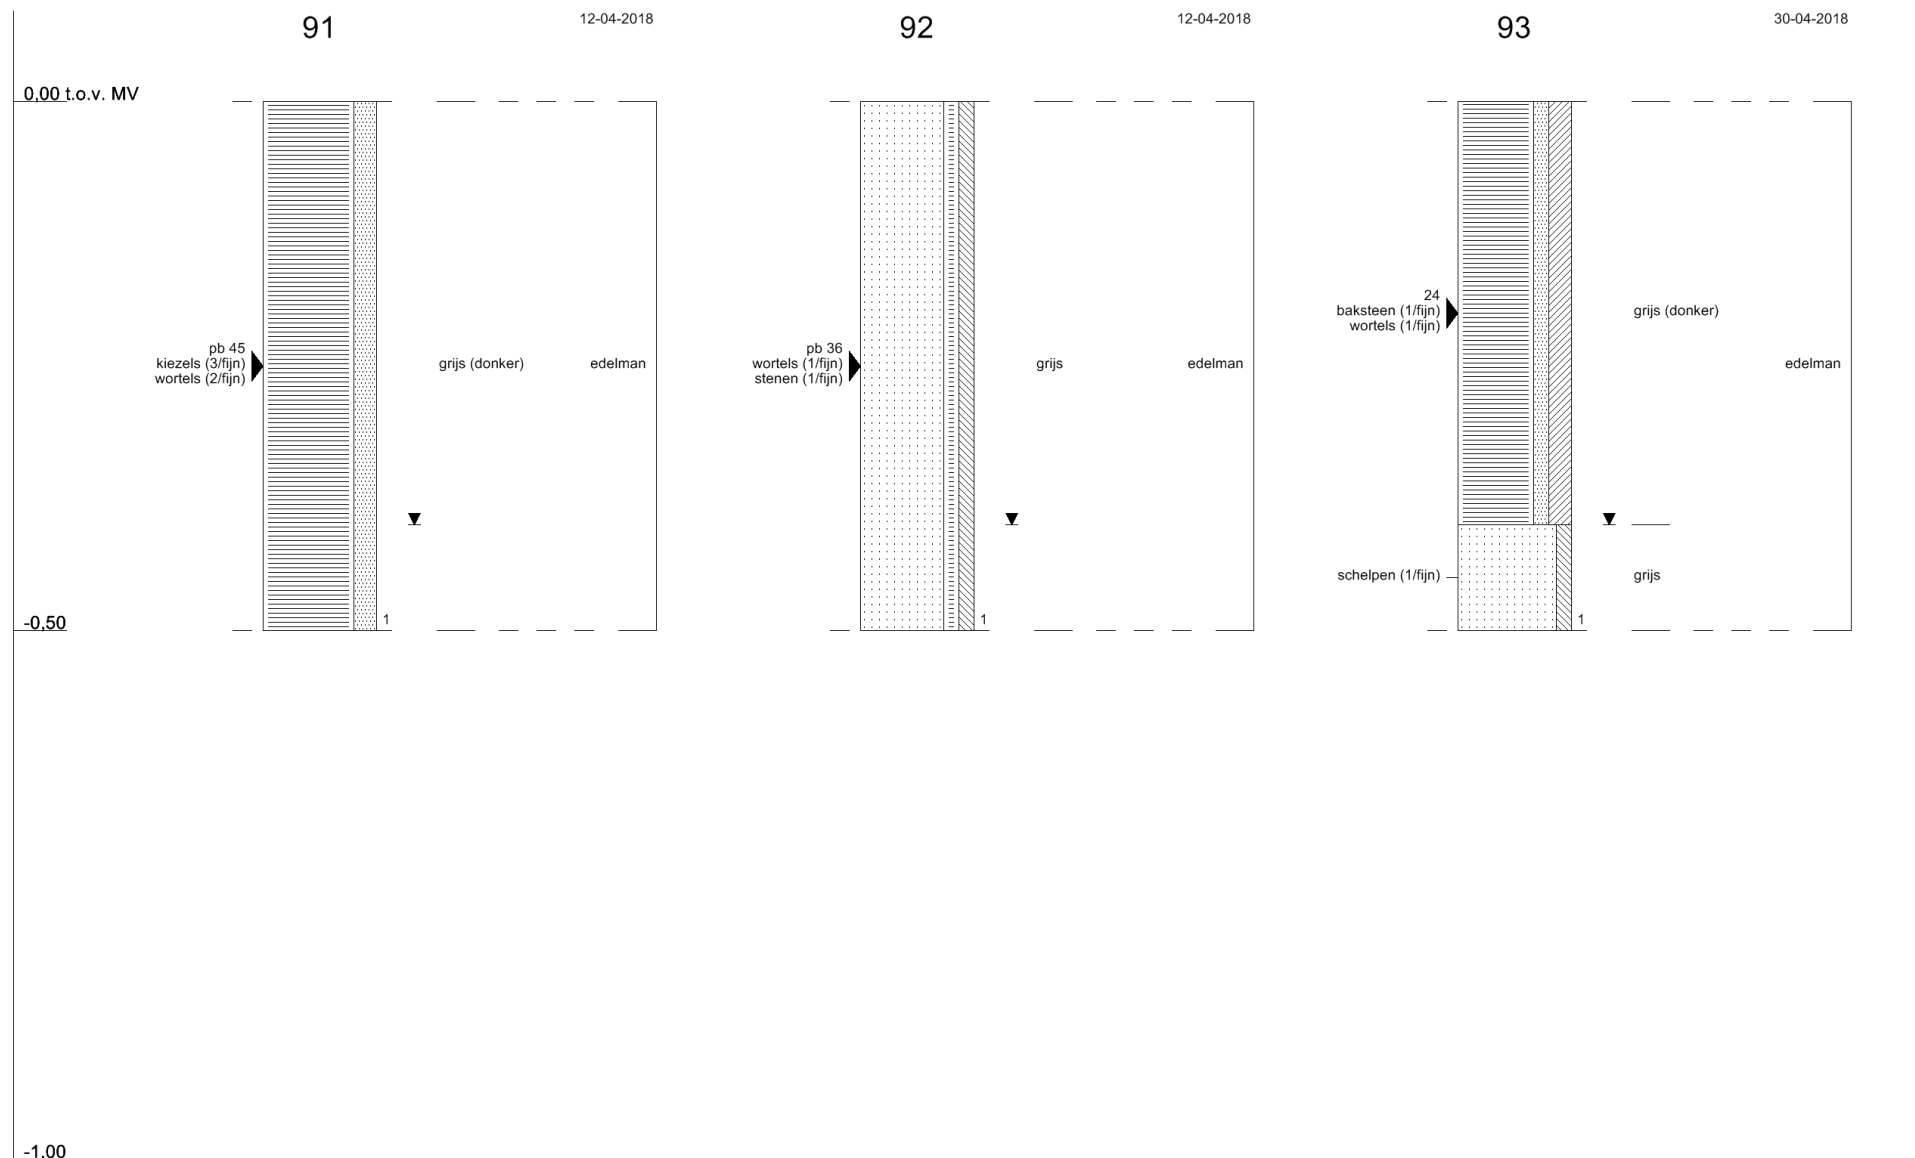 91
12-04-2018
92
12-04-2018
93
30-04-2018
0,00 t.o.v. MV
pb 45
kiezels (3/fijn)
wortels (2/fijn)
grijs (donker)
edelman
1
pb 36
wortels (1/fijn)
stenen (1/fijn)
grijs
edelman
1
24
baksteen (1/fijn)
wortels (1/fijn)
grijs (donker)
edelman
schelpen (1/fijn)
grijs
1
-0,50
-1,00